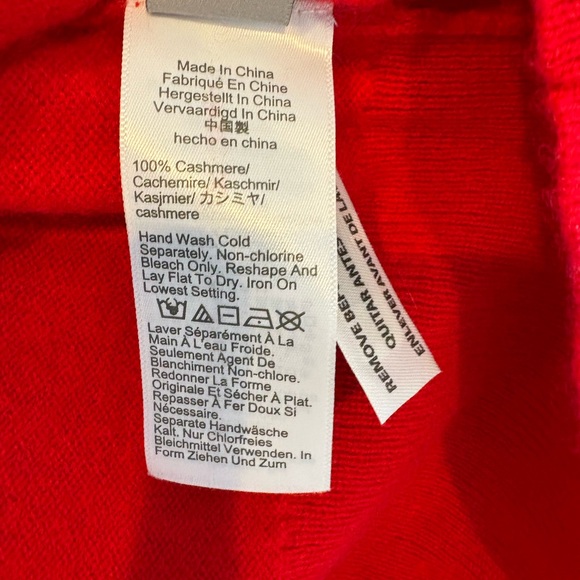 Made In China
Fabriqué En Chine
Hergestellt In China
Vervaardigd In China
中国製
hecho en china
100% Cashmere/
Cachemire/ Kaschmir/
Kasjmier/ カシミヤ/
cashmere
Hand Wash Cold
Separately. Non-chlorine
Bleach Only. Reshape And
Lay Flat To Dry. Iron On
Lowest Setting.
Laver Séparément À La
Main À L'eau Froide.
Seulement Agent De
Blanchiment Non-chlore.
Redonner La Forme
Originale Et Sécher À Plat.
Repasser À Fer Doux Si
Nécessaire.
Separate Handwäsche
Kalt. Nur Chlorfreies
Bleichmittel Verwenden. In
Form Ziehen Und Zum
REMOVE
QUITAR ANTES
ENLEVER AVANT DE